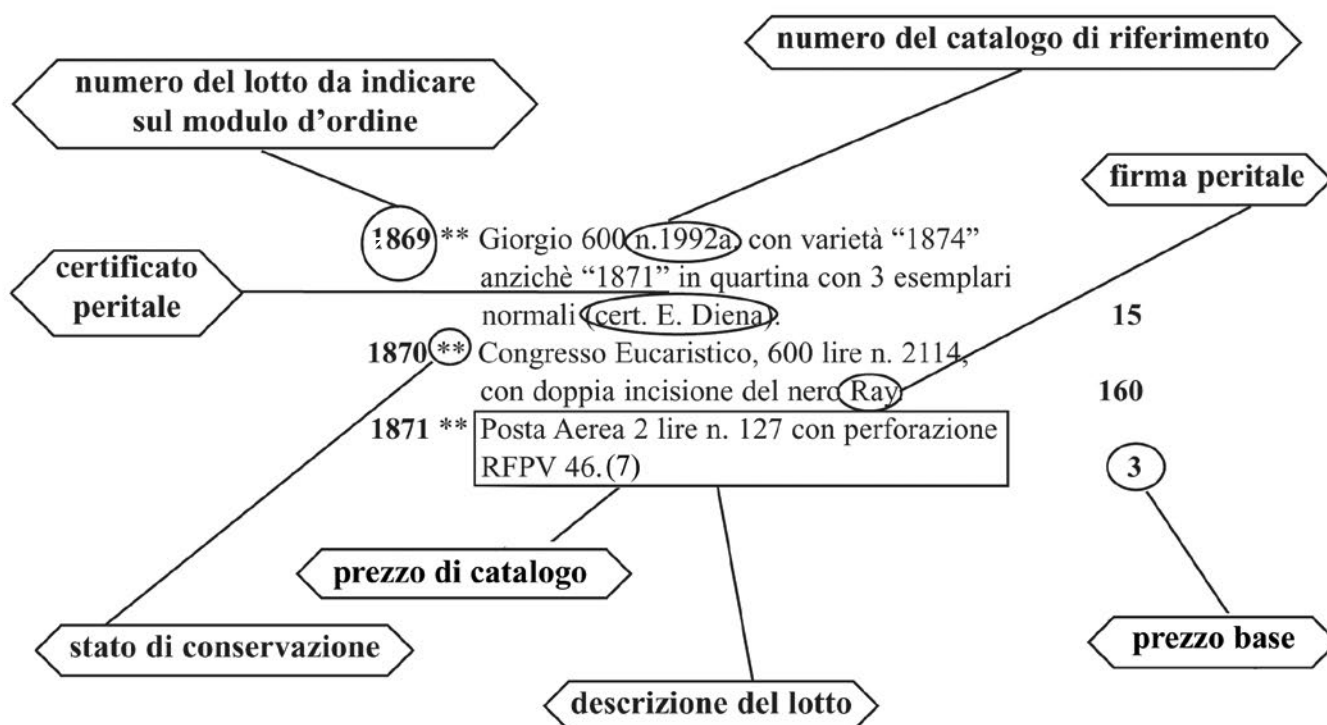 numero del catalogo di riferimento
numero del lotto da indicare
sul modulo d'ordine
firma peritale
1869 ** Giorgio 600 n.1992a, con varietà “1874”
anzichè “1871” in quartina con 3 esemplari
normali (cert. E. Diena). 15
certificato
peritale
1870 ** Congresso Eucaristico, 600 lire n. 2114,
con doppia incisione del nero Ray. 160
1871 ** Posta Aerea 2 lire n. 127 con perforazione
RFPV 46. (7) 3
prezzo di catalogo
stato di conservazione
prezzo base
descrizione del lotto